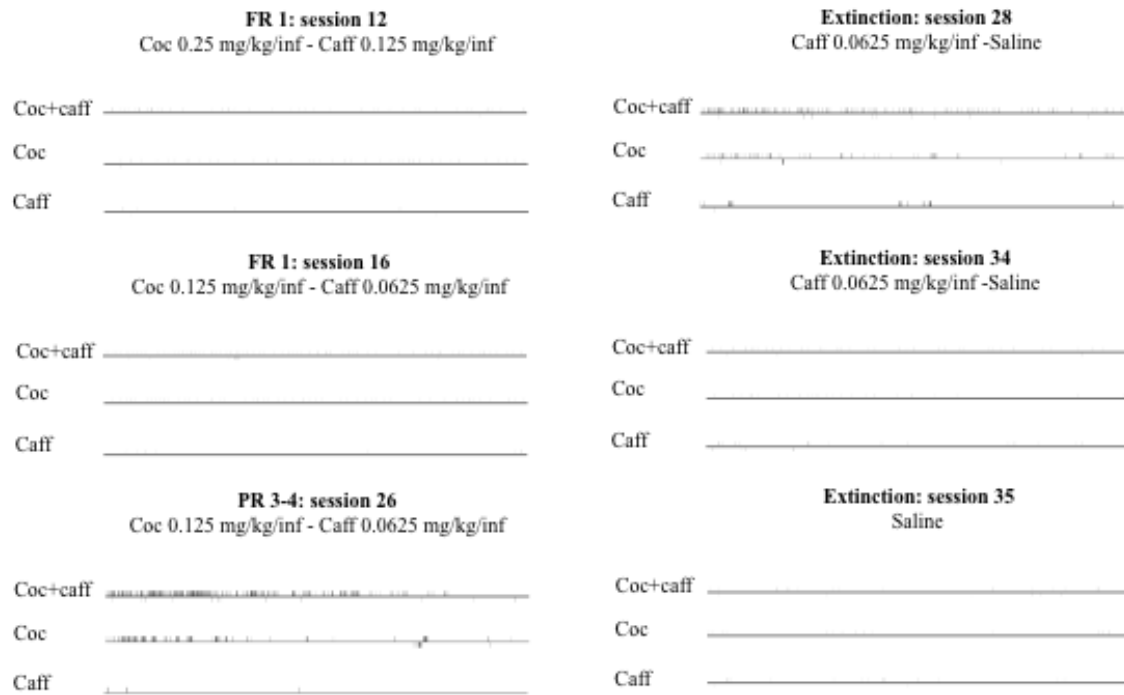 FR 1: session 12
Coc 0.25 mg/kg/inf - Caff 0.125 mg/kg/inf
Coc+caff
Coc
Caff
FR 1: session 16
Coc 0.125 mg/kg/inf - Caff 0.0625 mg/kg/inf
Coc+caff
Coc
Caff
PR 3-4: session 26
Coc 0.125 mg/kg/inf - Caff 0.0625 mg/kg/inf
Coc+caff
Coc
Caff
Extinction: session 28
Caff 0.0625 mg/kg/inf -Saline
Coc+caff
Coc
Caff
Extinction: session 34
Caff 0.0625 mg/kg/inf -Saline
Coc+caff
Coc
Caff
Extinction: session 35
Saline
Coc+caff
Coc
Caff